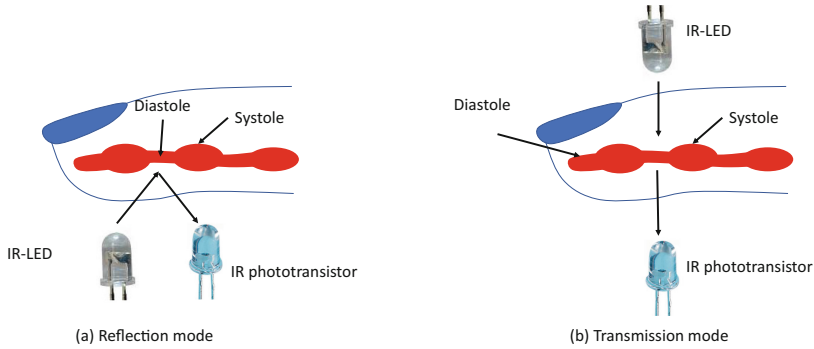 Diastole
Systole
IR-LED
IR phototransistor
(a) Reflection mode
IR-LED
Diastole
Systole
IR phototransistor
(b) Transmission mode